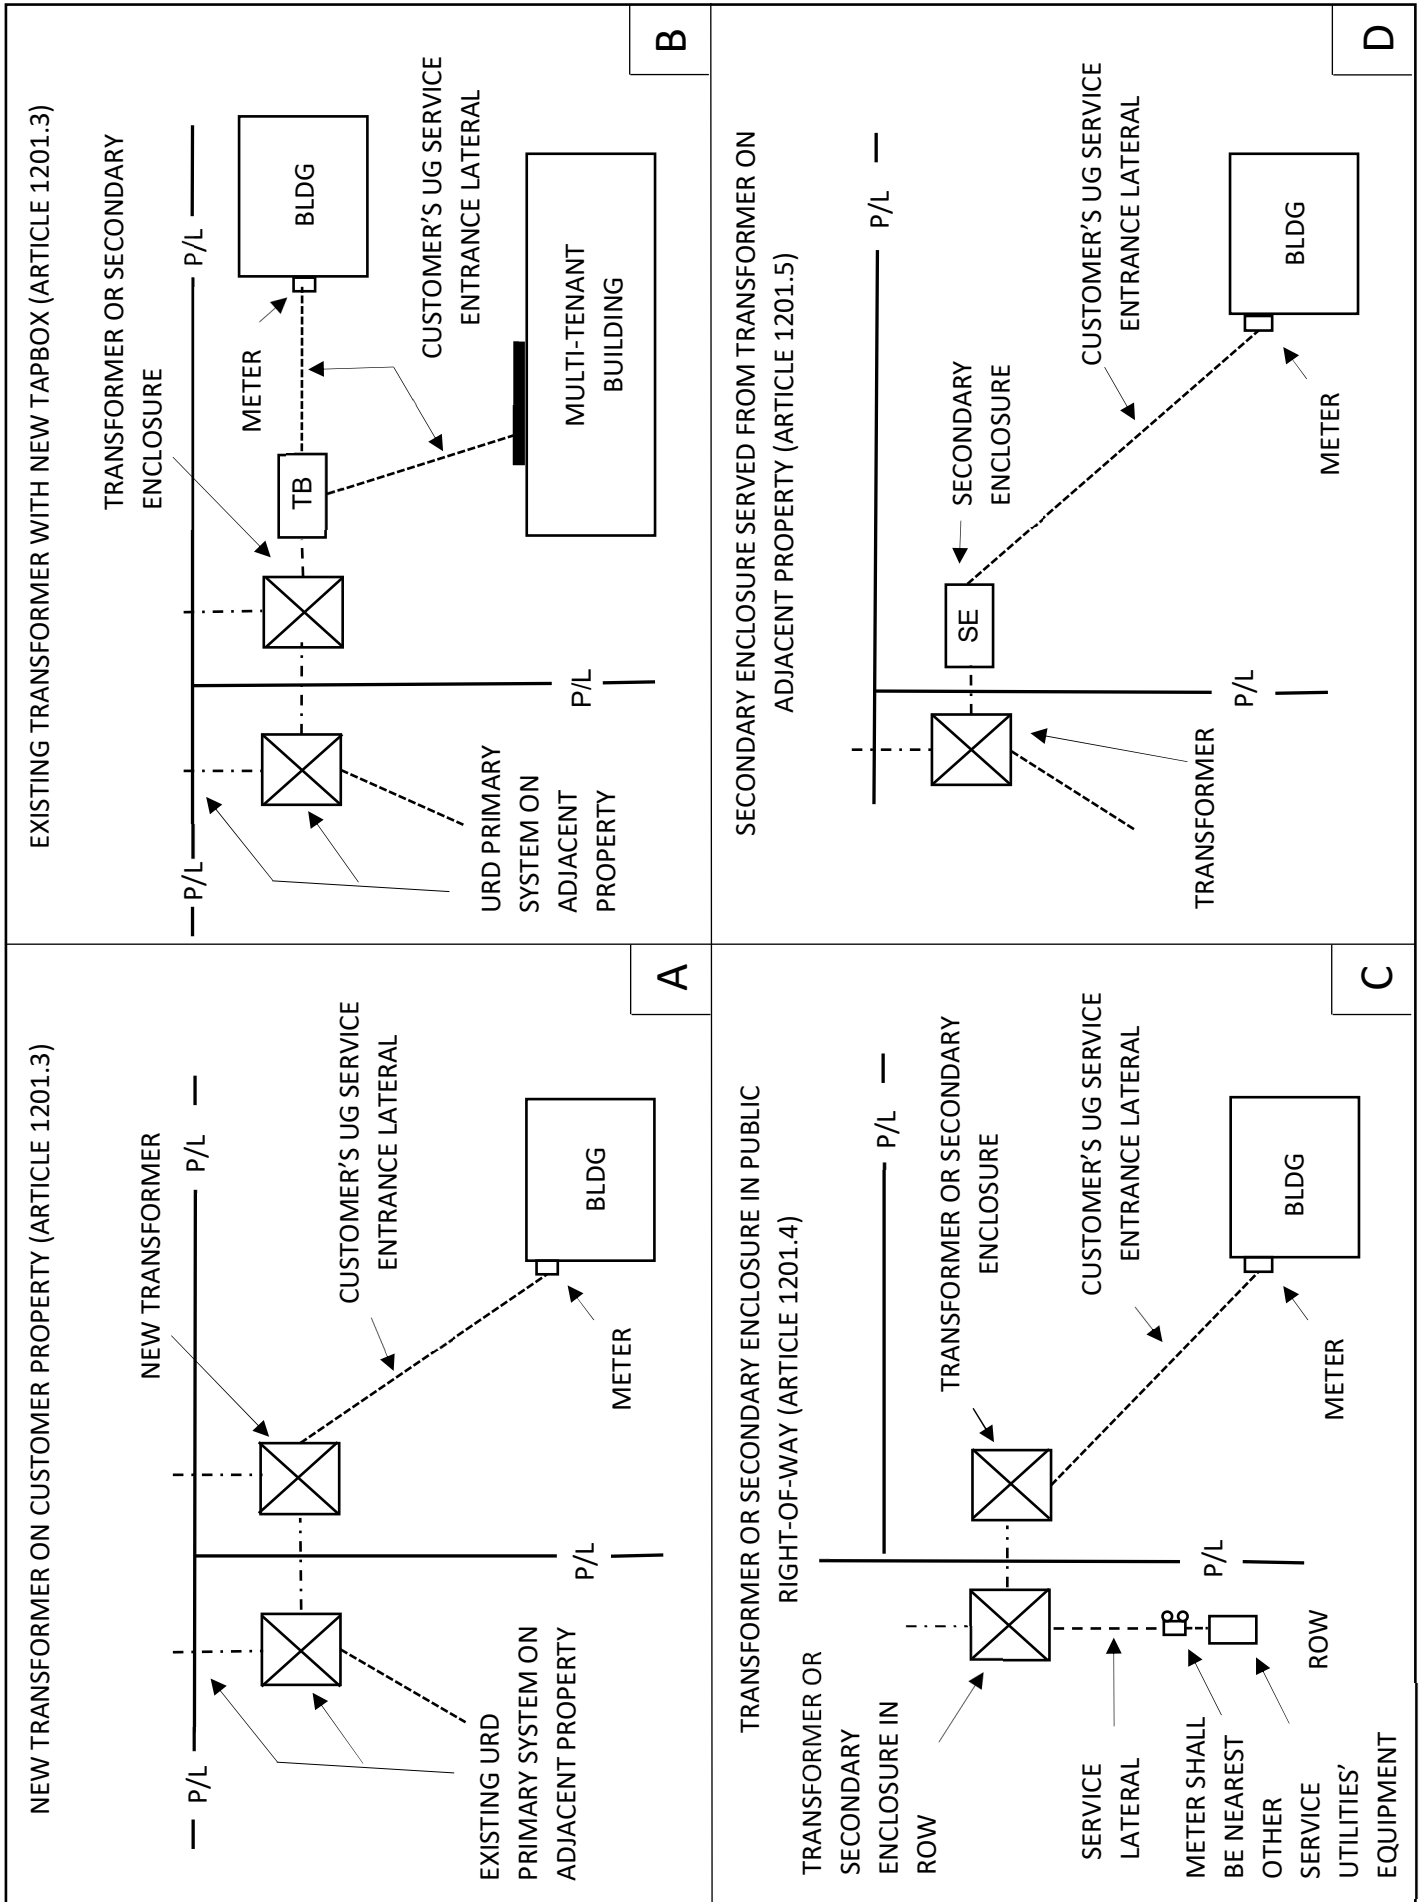 NEW TRANSFORMER ON CUSTOMER PROPERTY (ARTICLE 1201.3)
NEW TRANSFORMER
P/L
P/L
CUSTOMER'S UG SERVICE
ENTRANCE LATERAL
P/L
BLDG
METER
EXISTING URD
PRIMARY SYSTEM ON
ADJACENT PROPERTY
A
EXISTING TRANSFORMER WITH NEW TAPBOX (ARTICLE 1201.3)
TRANSFORMER OR SECONDARY
ENCLOSURE
P/L
P/L
METER
BLDG
TB
CUSTOMER'S UG SERVICE
ENTRANCE LATERAL
P/L
MULTI-TENANT
BUILDING
URD PRIMARY
SYSTEM ON
ADJACENT
PROPERTY
B
TRANSFORMER OR SECONDARY ENCLOSURE IN PUBLIC
RIGHT-OF-WAY (ARTICLE 1201.4)
TRANSFORMER OR
SECONDARY
ENCLOSURE IN
ROW
P/L
TRANSFORMER OR SECONDARY
ENCLOSURE
CUSTOMER'S UG SERVICE
ENTRANCE LATERAL
SERVICE
LATERAL
P/L
BLDG
METER SHALL
BE NEAREST
OTHER
SERVICE
UTILITIES'
EQUIPMENT
ROW
METER
C
SECONDARY ENCLOSURE SERVED FROM TRANSFORMER ON
ADJACENT PROPERTY (ARTICLE 1201.5)
P/L
SECONDARY
ENCLOSURE
SE
CUSTOMER'S UG SERVICE
ENTRANCE LATERAL
TRANSFORMER
P/L
BLDG
METER
D